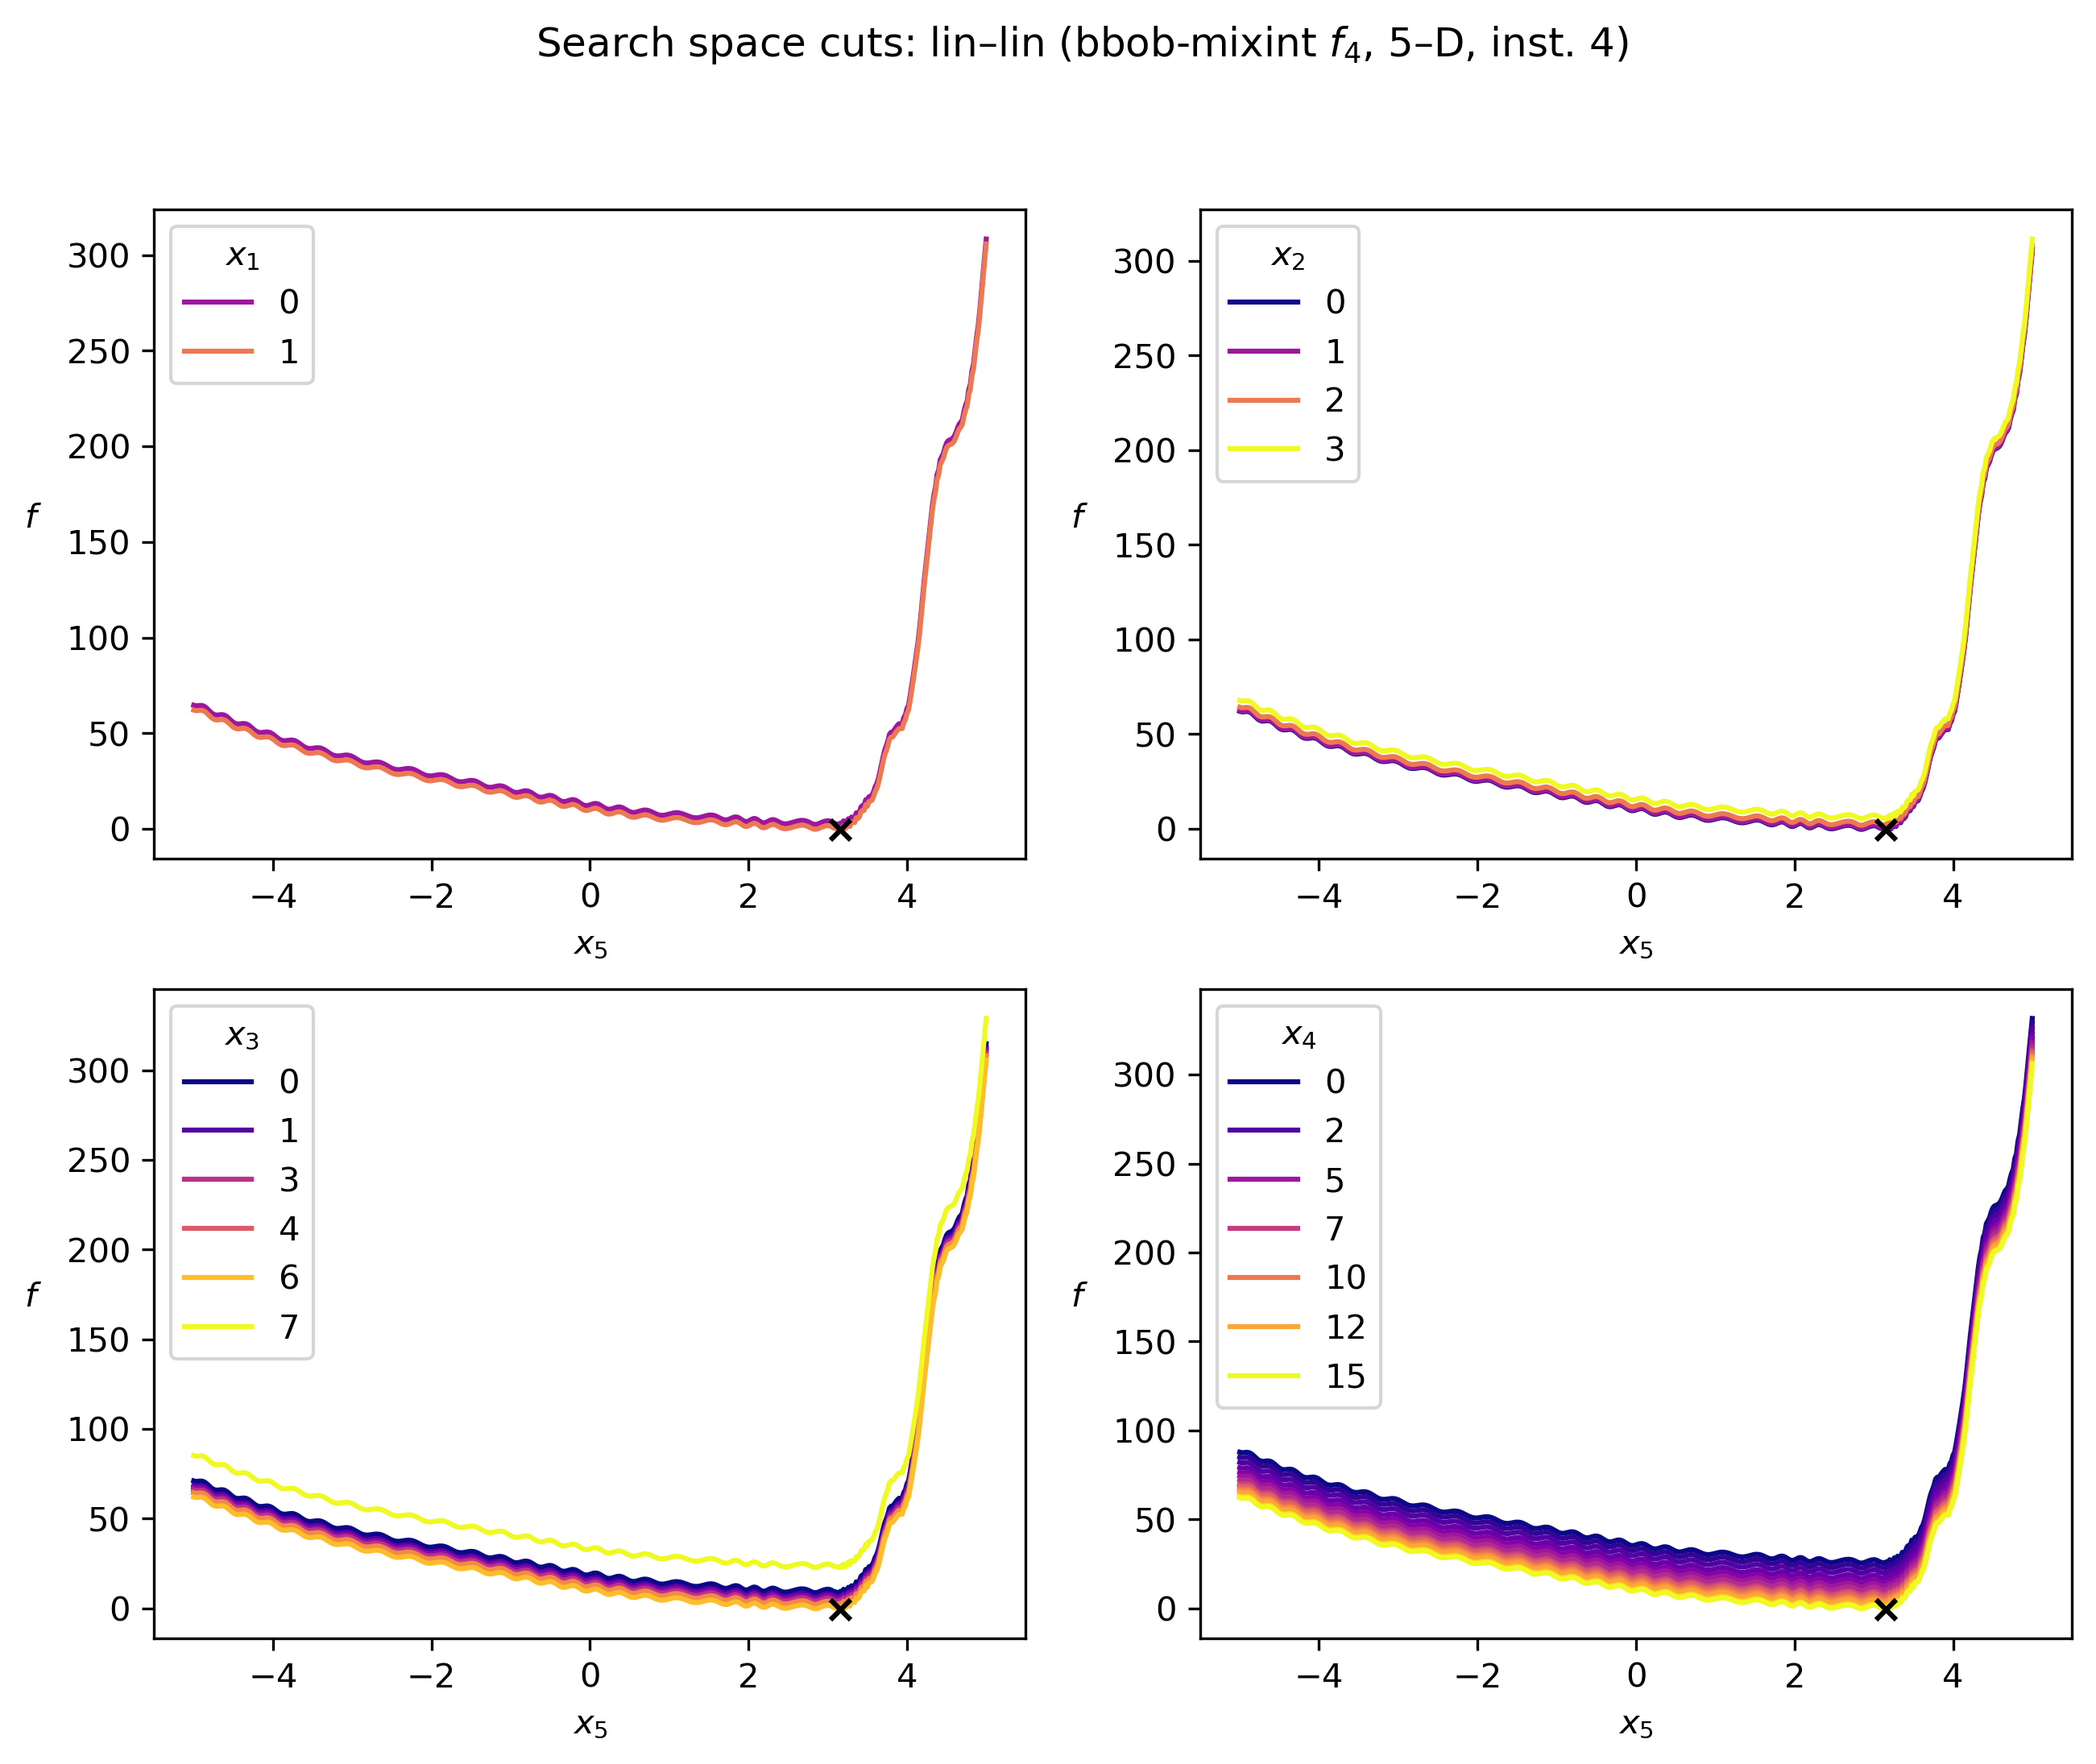 Search space cuts: lin–lin (bbob-mixint f₄, 5–D, inst. 4)
x₁
0
1
300
250
200
150
100
50
0
f
−4 −2 0 2 4
x₅
x₂
0
1
2
3
300
250
200
150
100
50
0
f
−4 −2 0 2 4
x₅
x₃
0
1
3
4
6
7
300
250
200
150
100
50
0
f
−4 −2 0 2 4
x₅
x₄
0
2
5
7
10
12
15
300
250
200
150
100
50
0
f
−4 −2 0 2 4
x₅